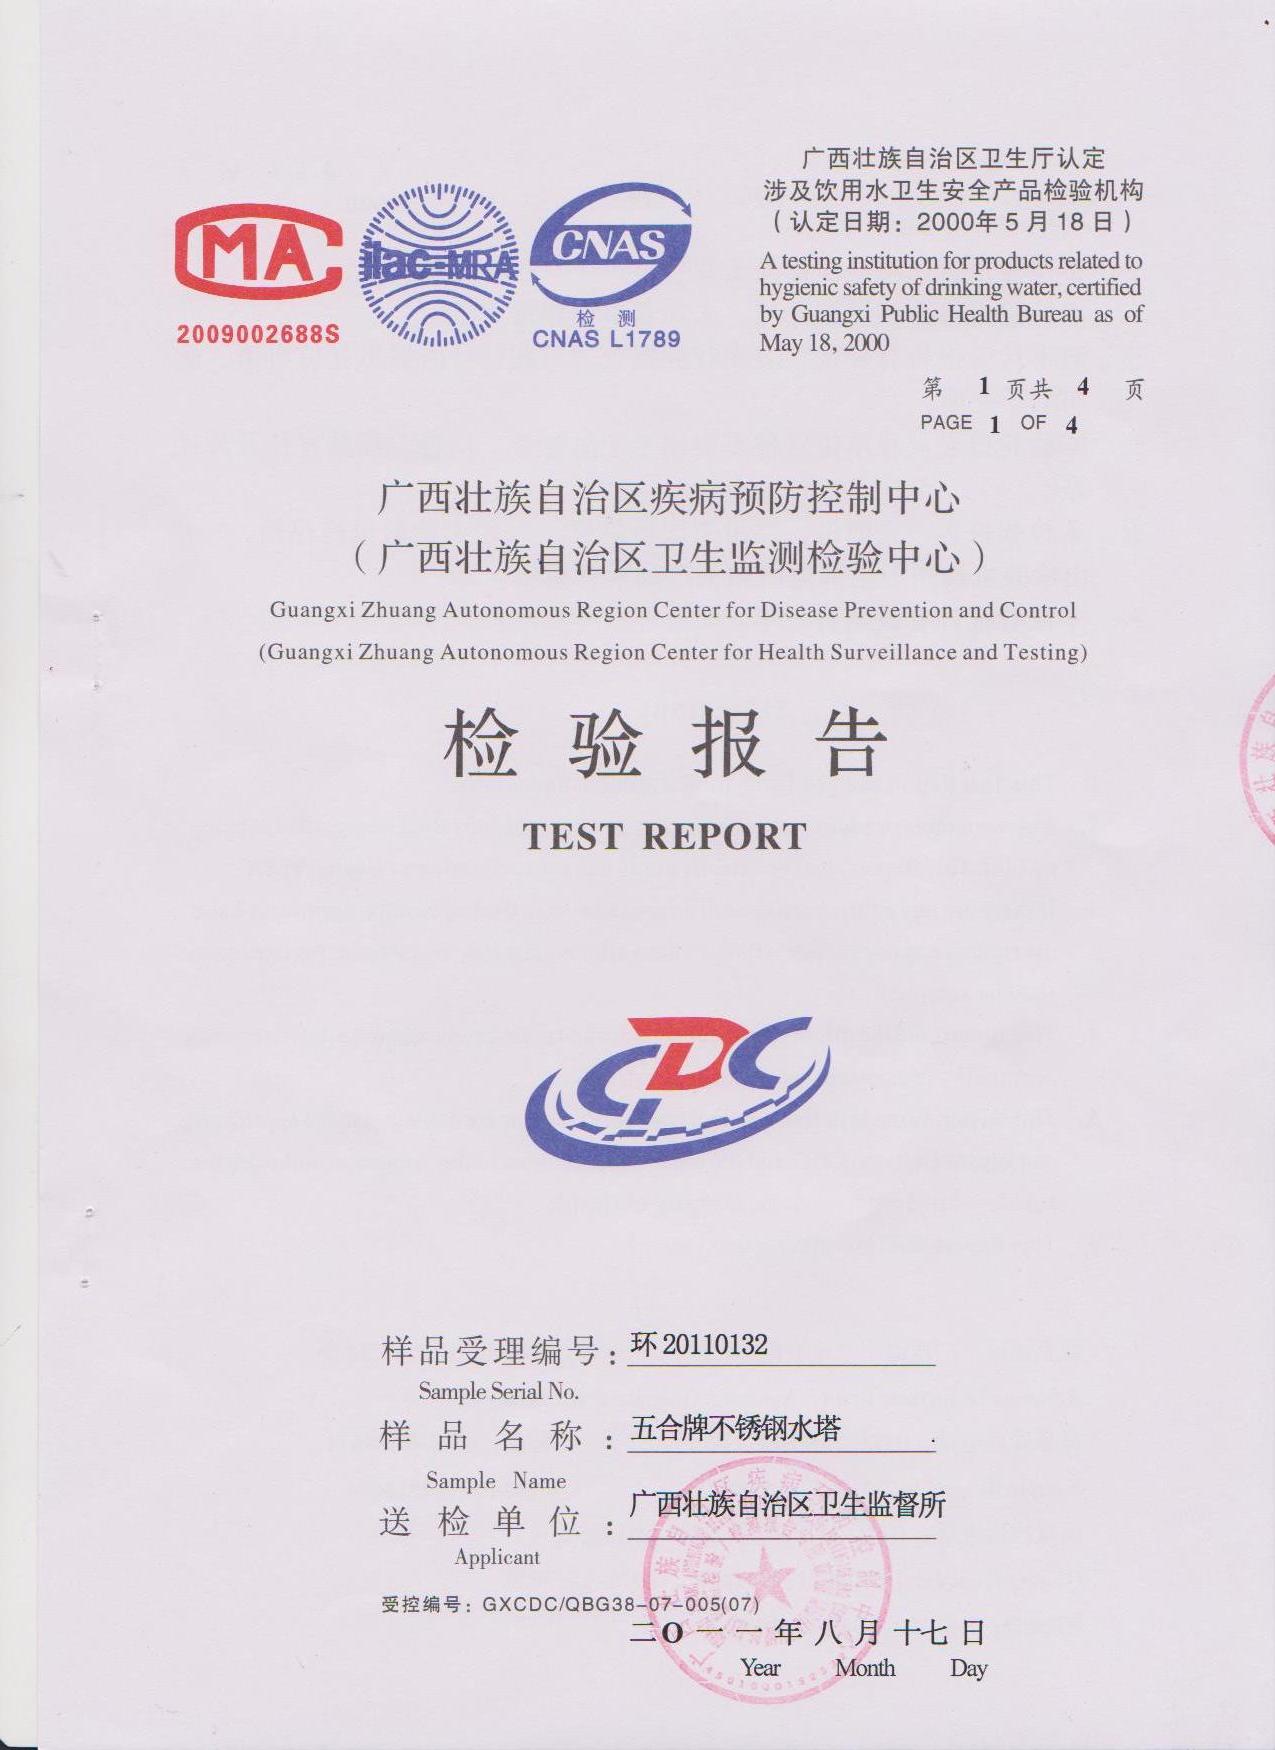 MA
2009002688S
ilac-MRA
CNAS
检 测
CNAS L1789
广西壮族自治区卫生厅认定
涉及饮用水卫生安全产品检验机构
（认定日期：2000年5月18日）
A testing institution for products related to
hygienic safety of drinking water, certified
by Guangxi Public Health Bureau as of
May 18, 2000
第 1 页共 4 页
PAGE 1 OF 4
广西壮族自治区疾病预防控制中心
（广西壮族自治区卫生监测检验中心）
Guangxi Zhuang Autonomous Region Center for Disease Prevention and Control
(Guangxi Zhuang Autonomous Region Center for Health Surveillance and Testing)
检 验 报 告
TEST REPORT
壮族自
CDC
样品受理编号：环20110132
Sample Serial No.
样 品 名 称：五合牌不锈钢水塔
Sample Name
送 检 单 位：广西壮族自治区卫生监督所
Applicant
受控编号：GXCDC/QBG38-07-005(07)
二O一一年八月十七日
Year Month Day